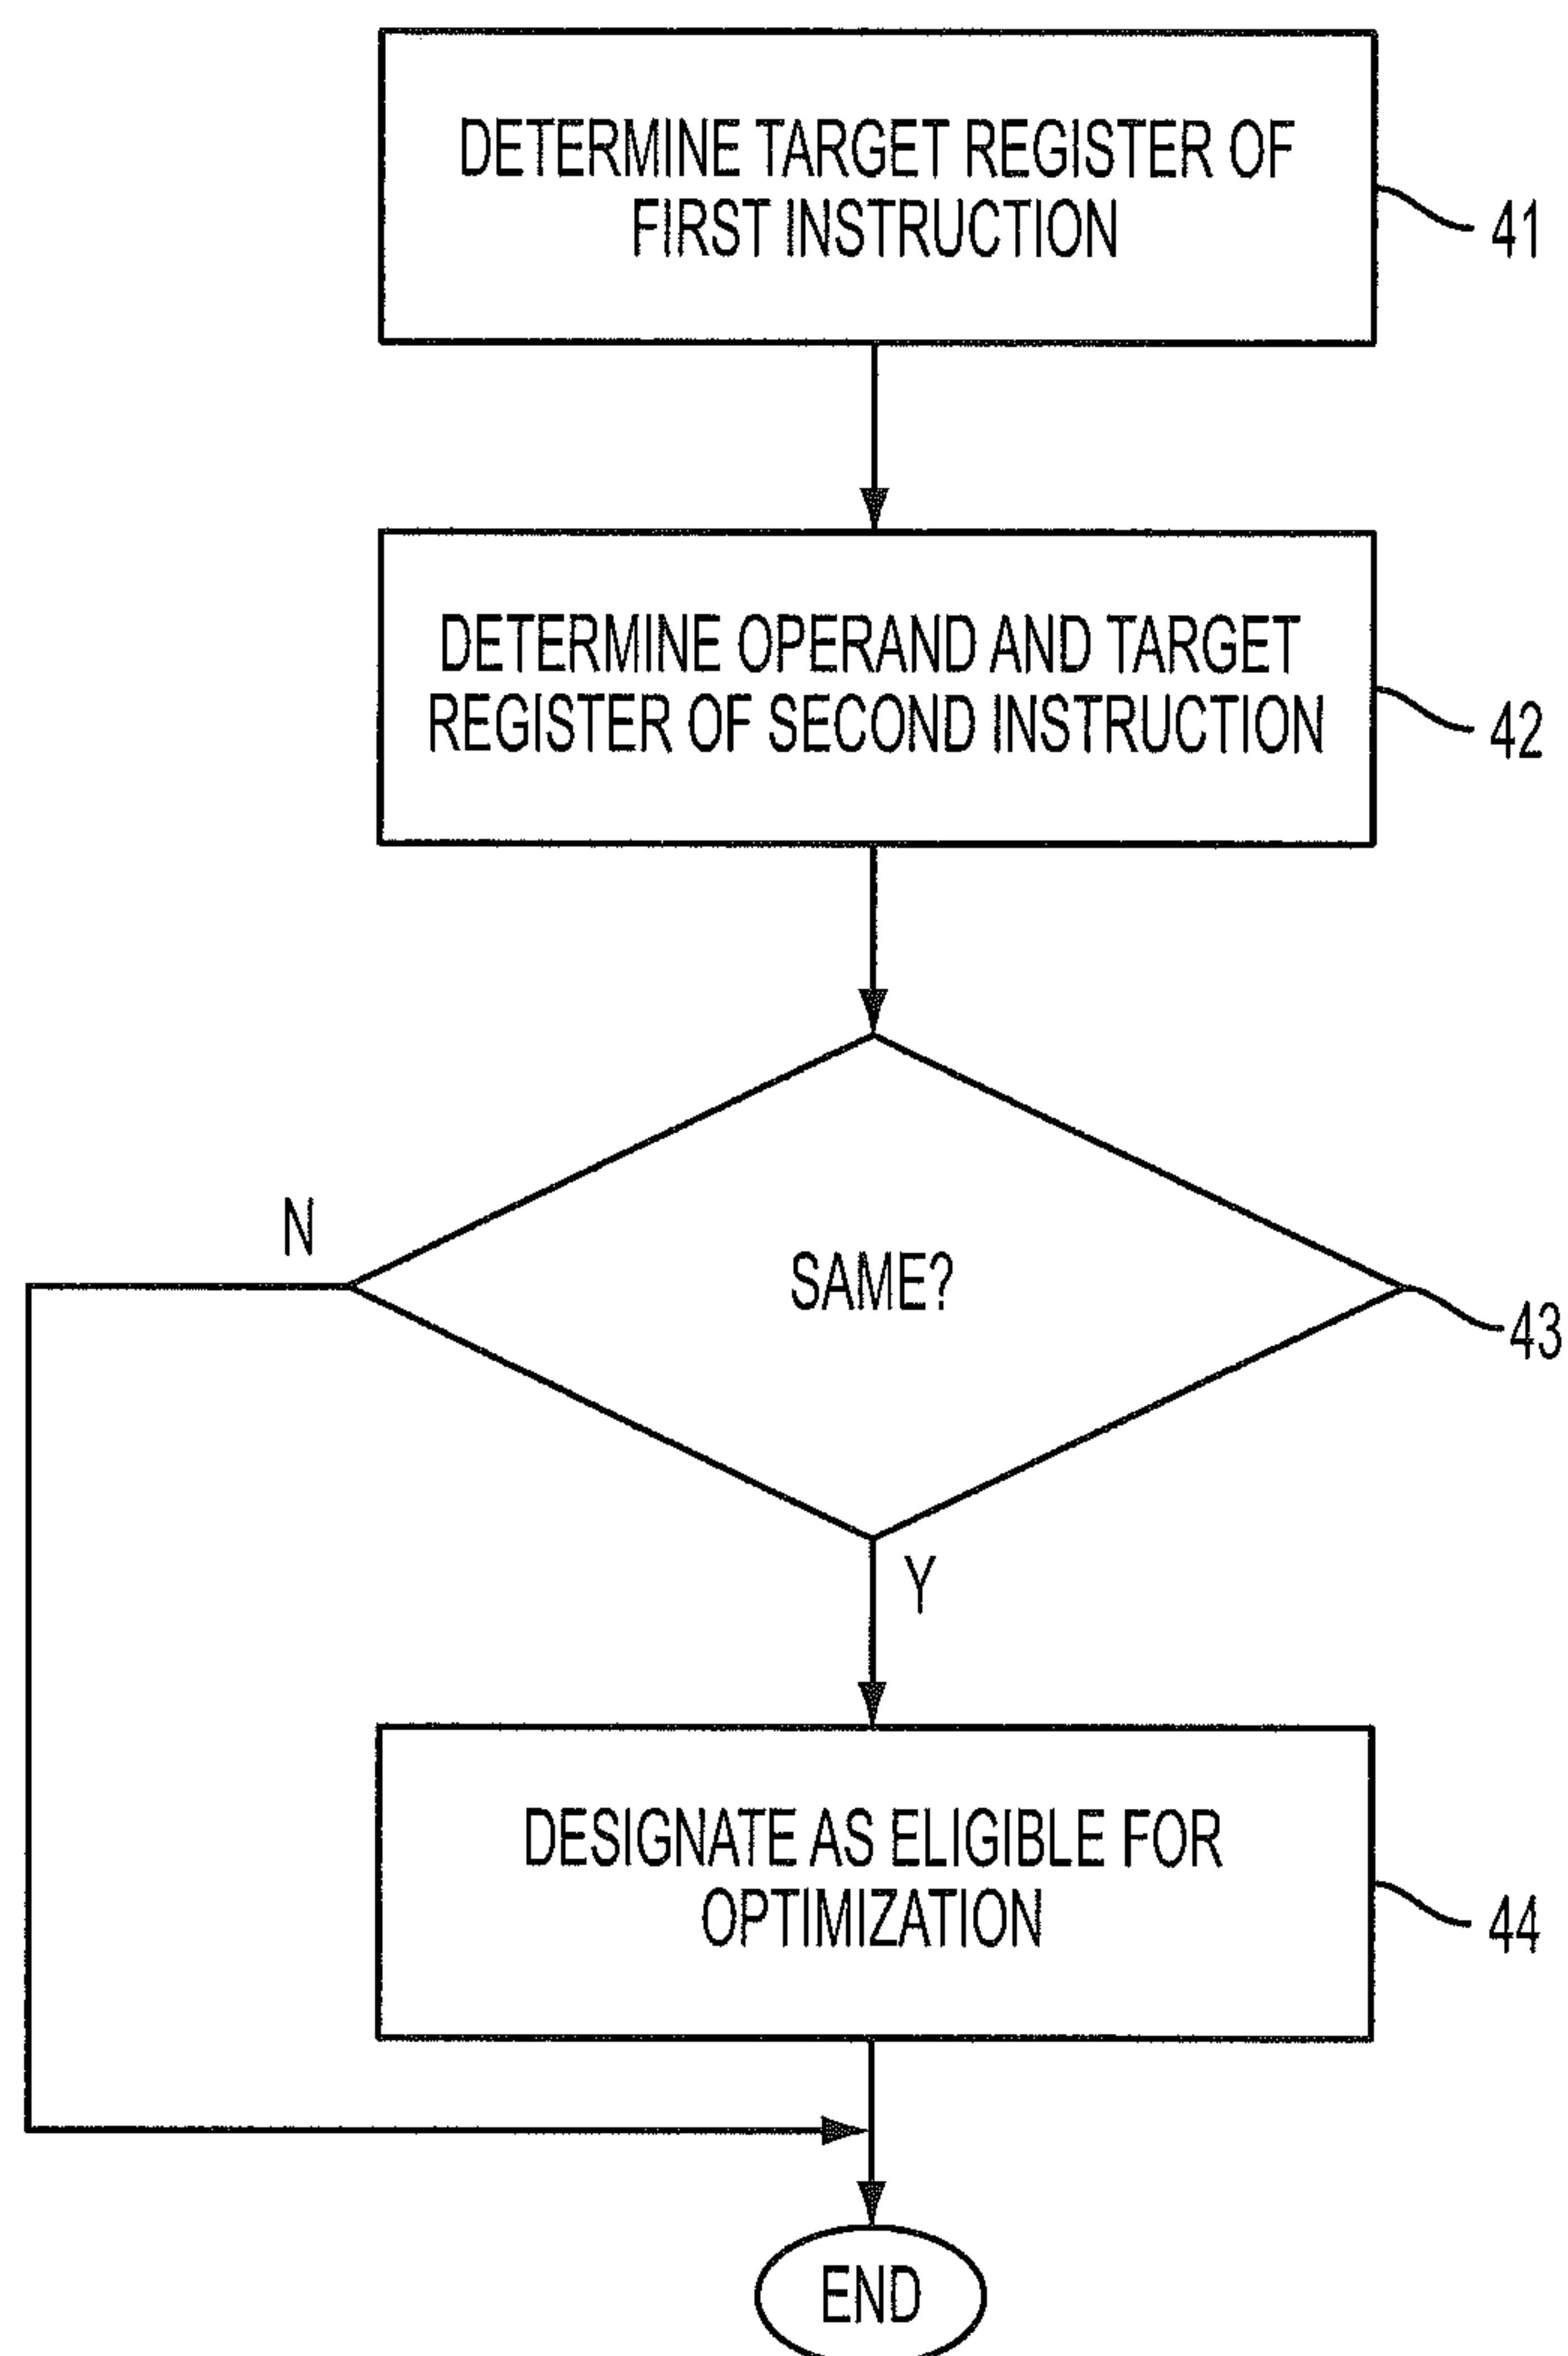 DETERMINE TARGET REGISTER OF
FIRST INSTRUCTION
41
DETERMINE OPERAND AND TARGET
REGISTER OF SECOND INSTRUCTION
42
N
SAME?
43
Y
DESIGNATE AS ELIGIBLE FOR
OPTIMIZATION
44
END